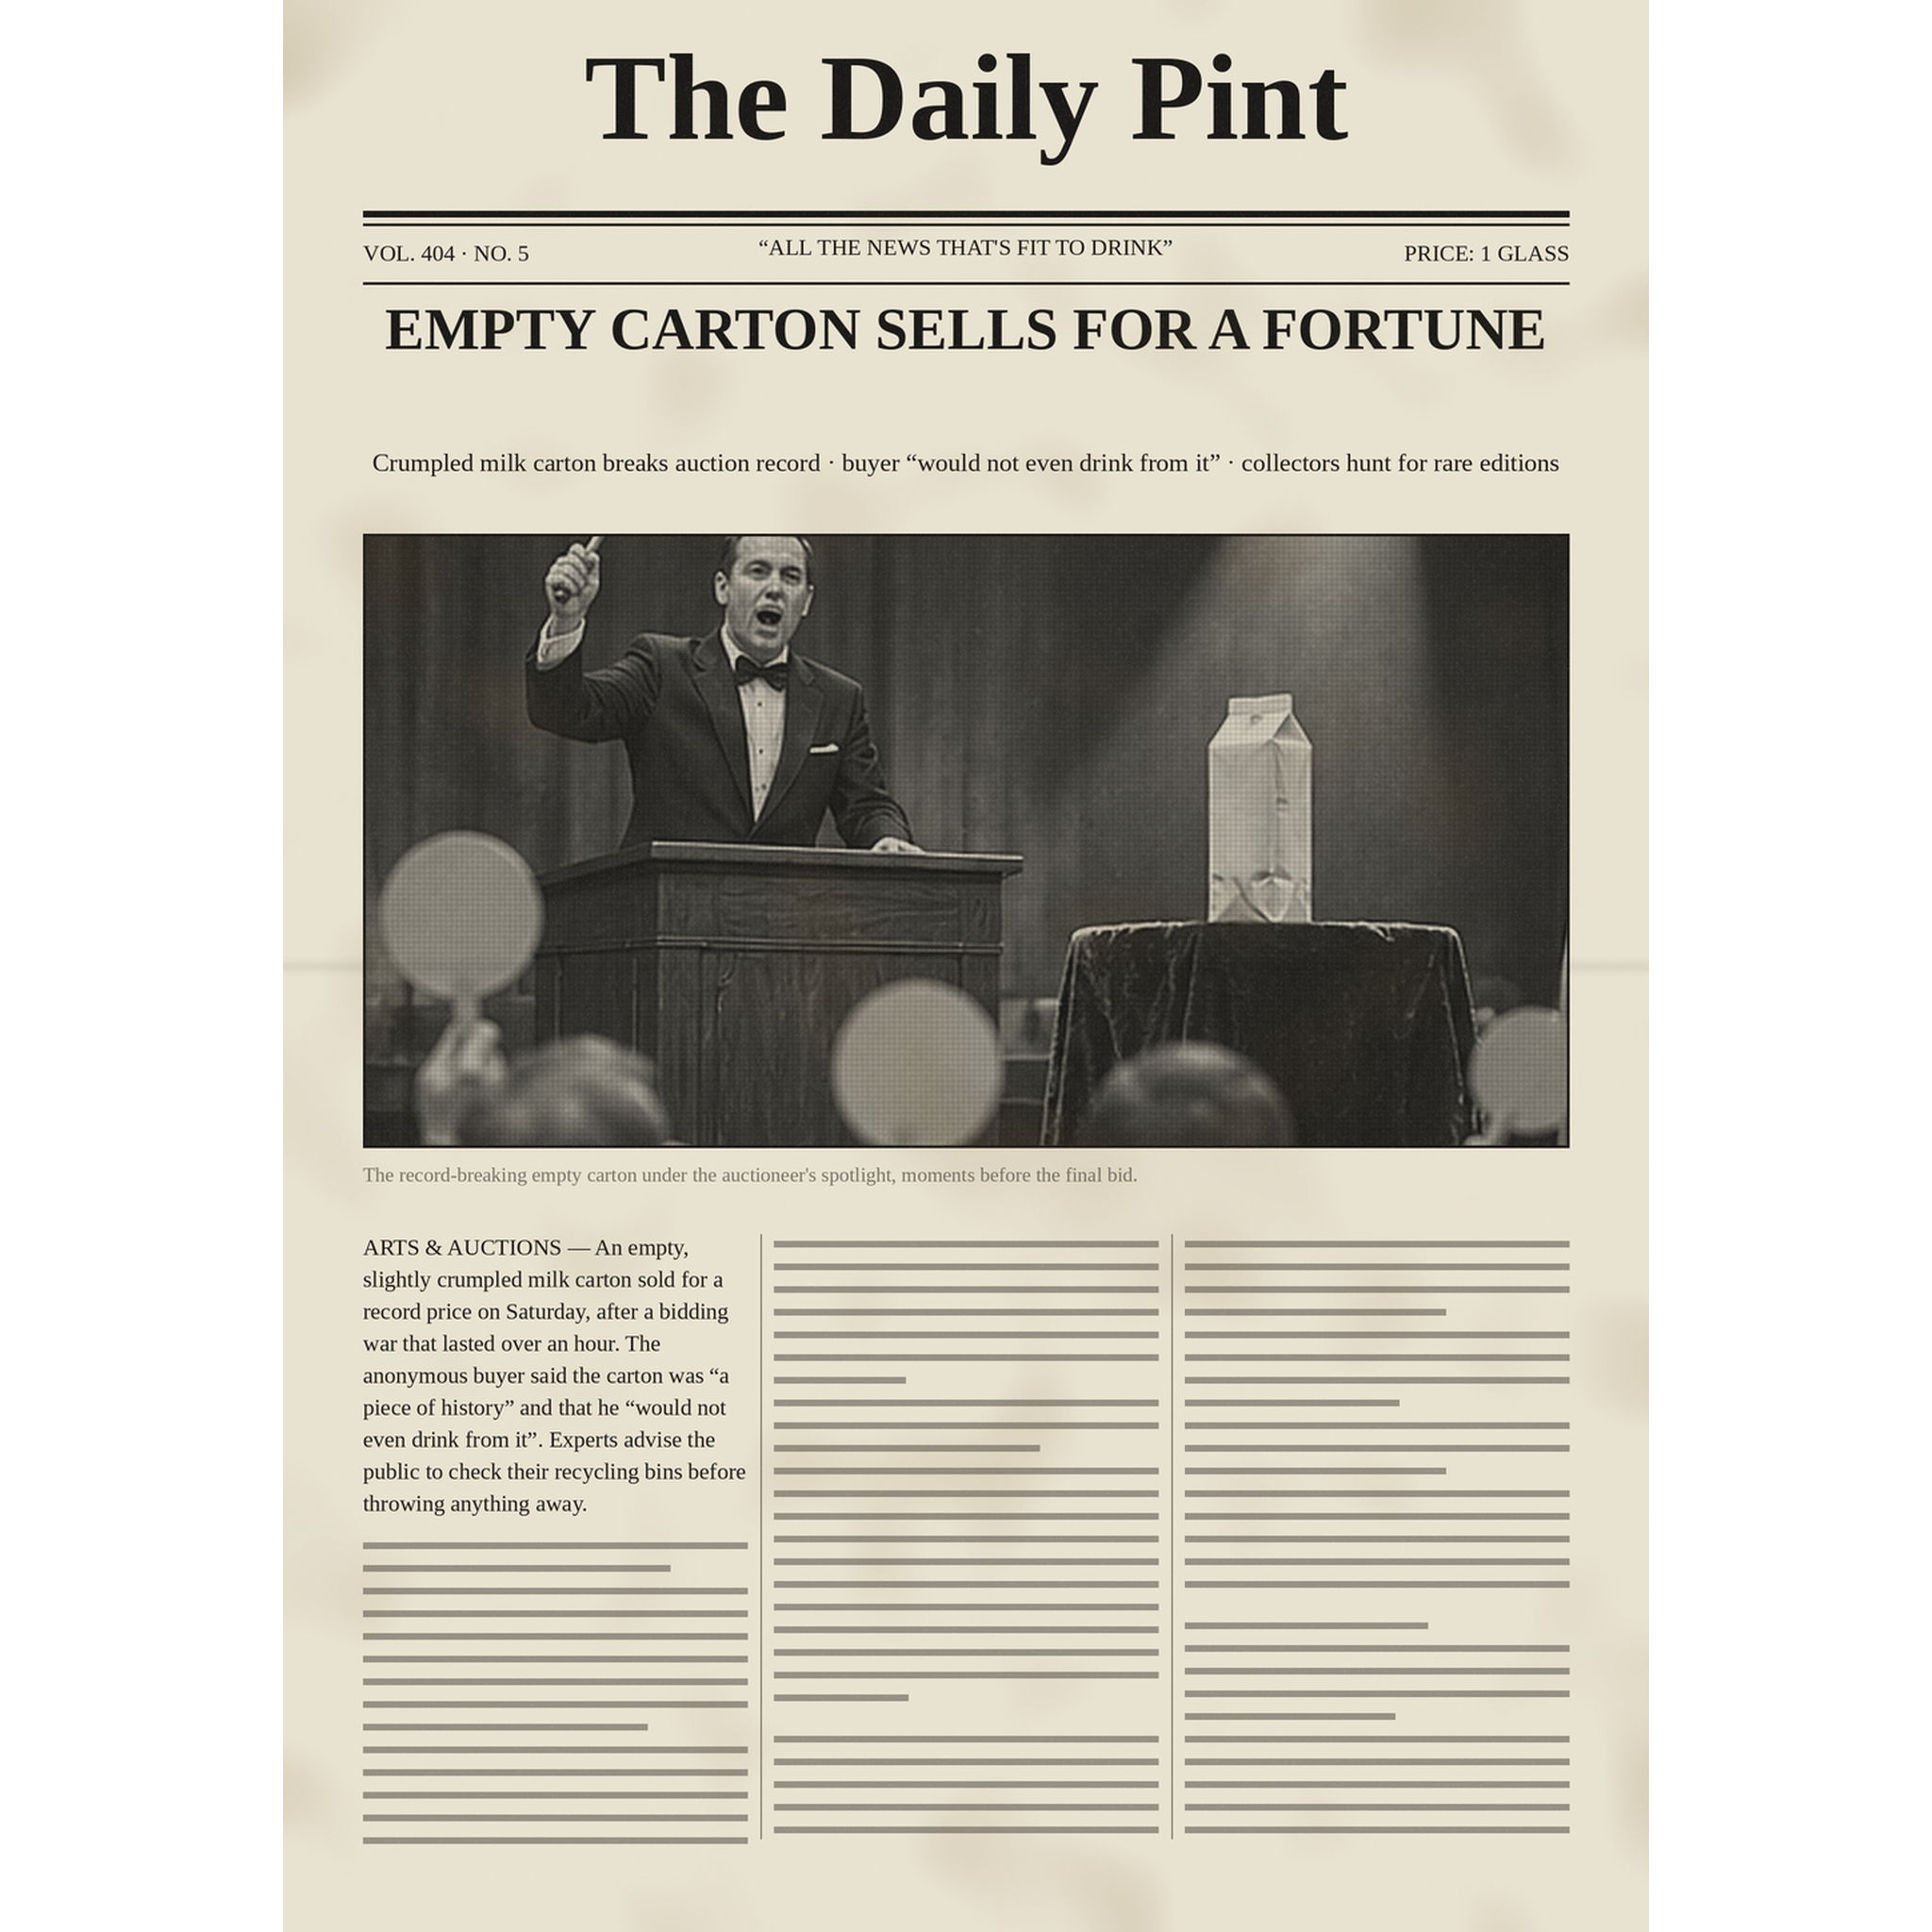 The Daily Pint
VOL. 404 · NO. 5
“ALL THE NEWS THAT'S FIT TO DRINK”
PRICE: 1 GLASS
EMPTY CARTON SELLS FOR A FORTUNE
Crumpled milk carton breaks auction record · buyer “would not even drink from it” · collectors hunt for rare editions
The record-breaking empty carton under the auctioneer's spotlight, moments before the final bid.
ARTS & AUCTIONS — An empty,
slightly crumpled milk carton sold for a
record price on Saturday, after a bidding
war that lasted over an hour. The
anonymous buyer said the carton was “a
piece of history” and that he “would not
even drink from it”. Experts advise the
public to check their recycling bins before
throwing anything away.